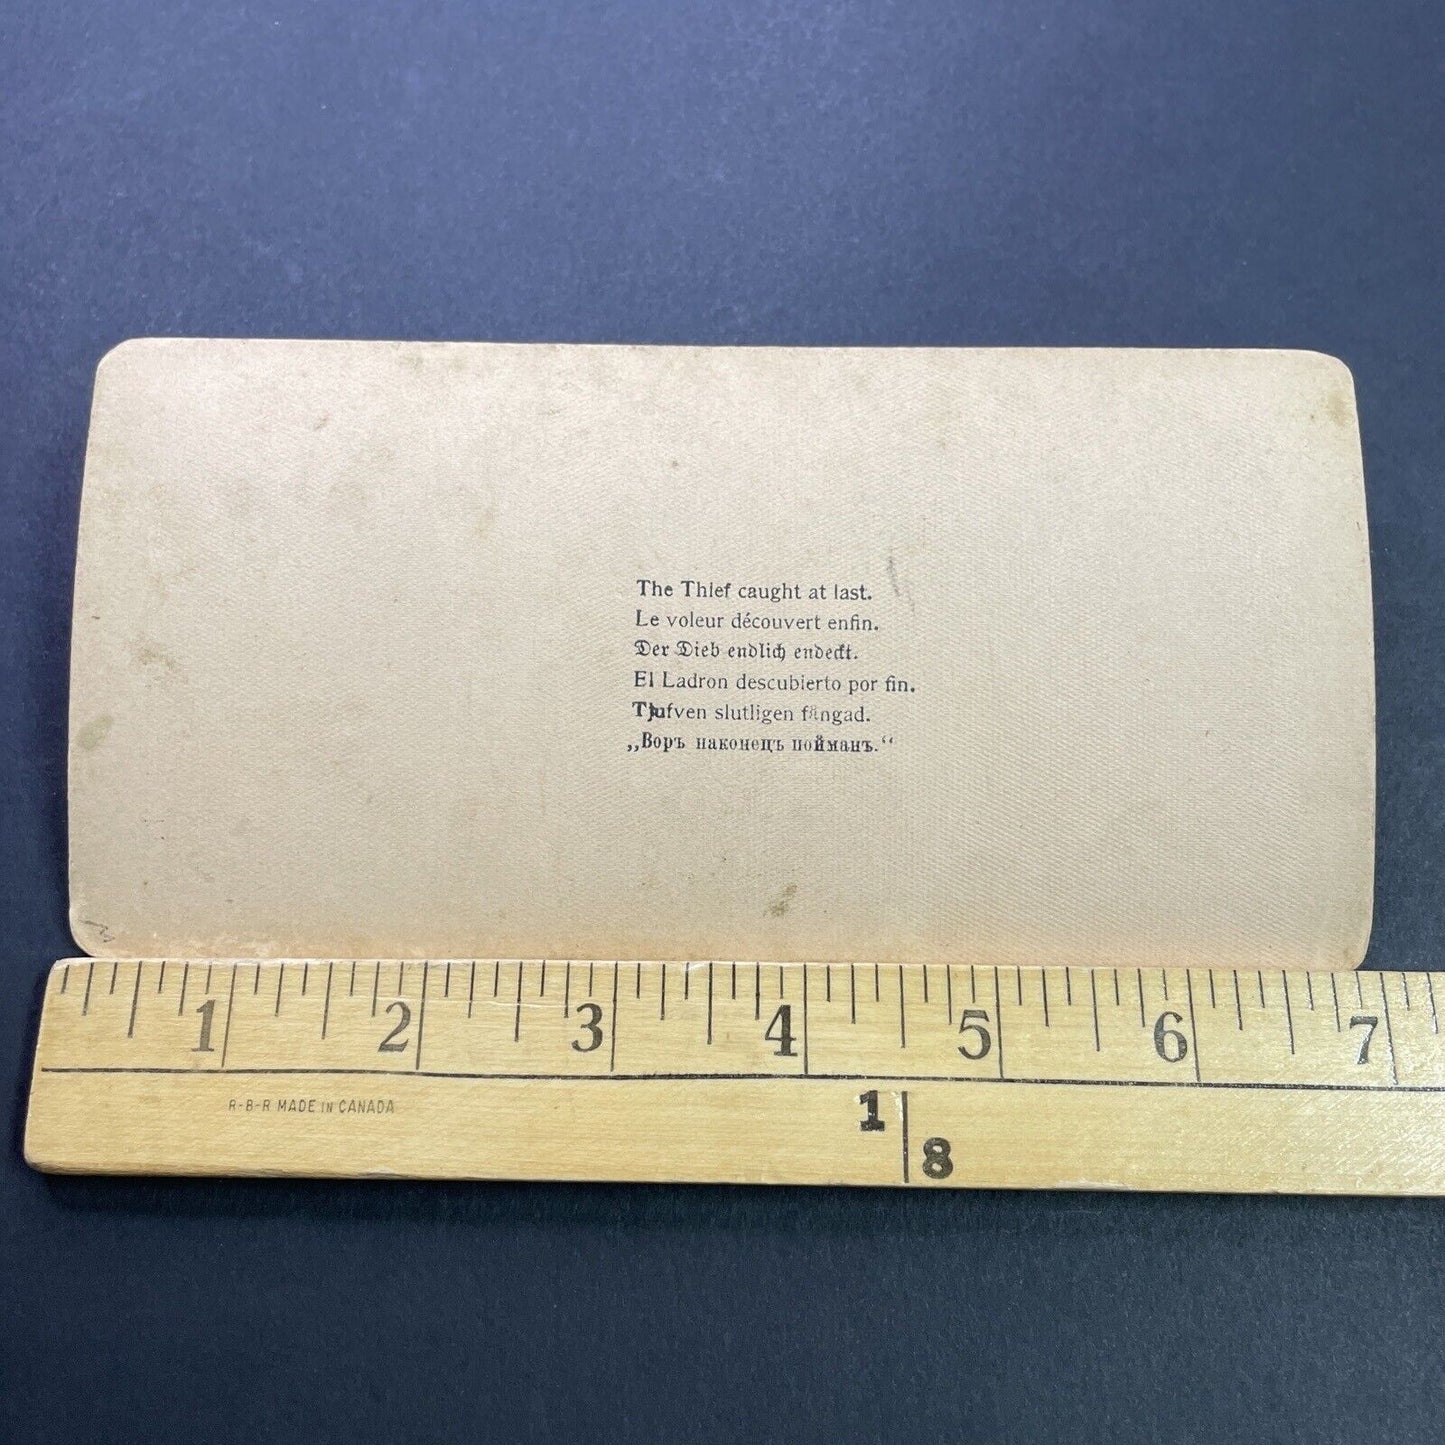 The Thief caught at last.
Le voleur découvert enfin.
Der Dieb endlich endeckt.
El Ladron descubierto por fin.
Tjufven slutligen fängad.
„Воръ наконецъ пойманъ.“
1 2 3 4 5 6 7
R-B-R MADE IN CANADA
1
8